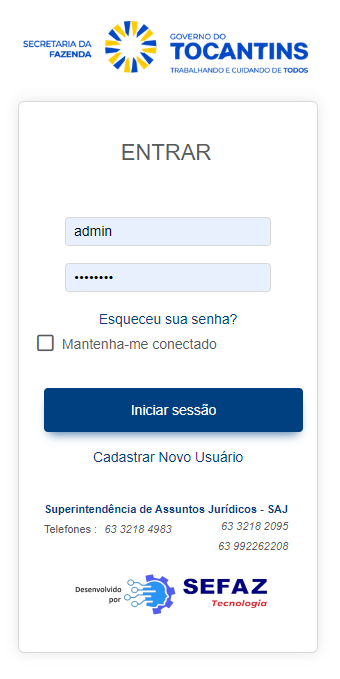 SECRETARIA DA
FAZENDA
GOVERNO DO
TOCANTINS
TRABALHANDO E CUIDANDO DE TODOS
ENTRAR
admin
••••••••
Esqueceu sua senha?
Mantenha-me conectado
Iniciar sessão
Cadastrar Novo Usuário
Superintendência de Assuntos Jurídicos - SAJ
Telefones : 63 3218 4983 63 3218 2095
63 992262208
Desenvolvido
por
SEFAZ
Tecnologia